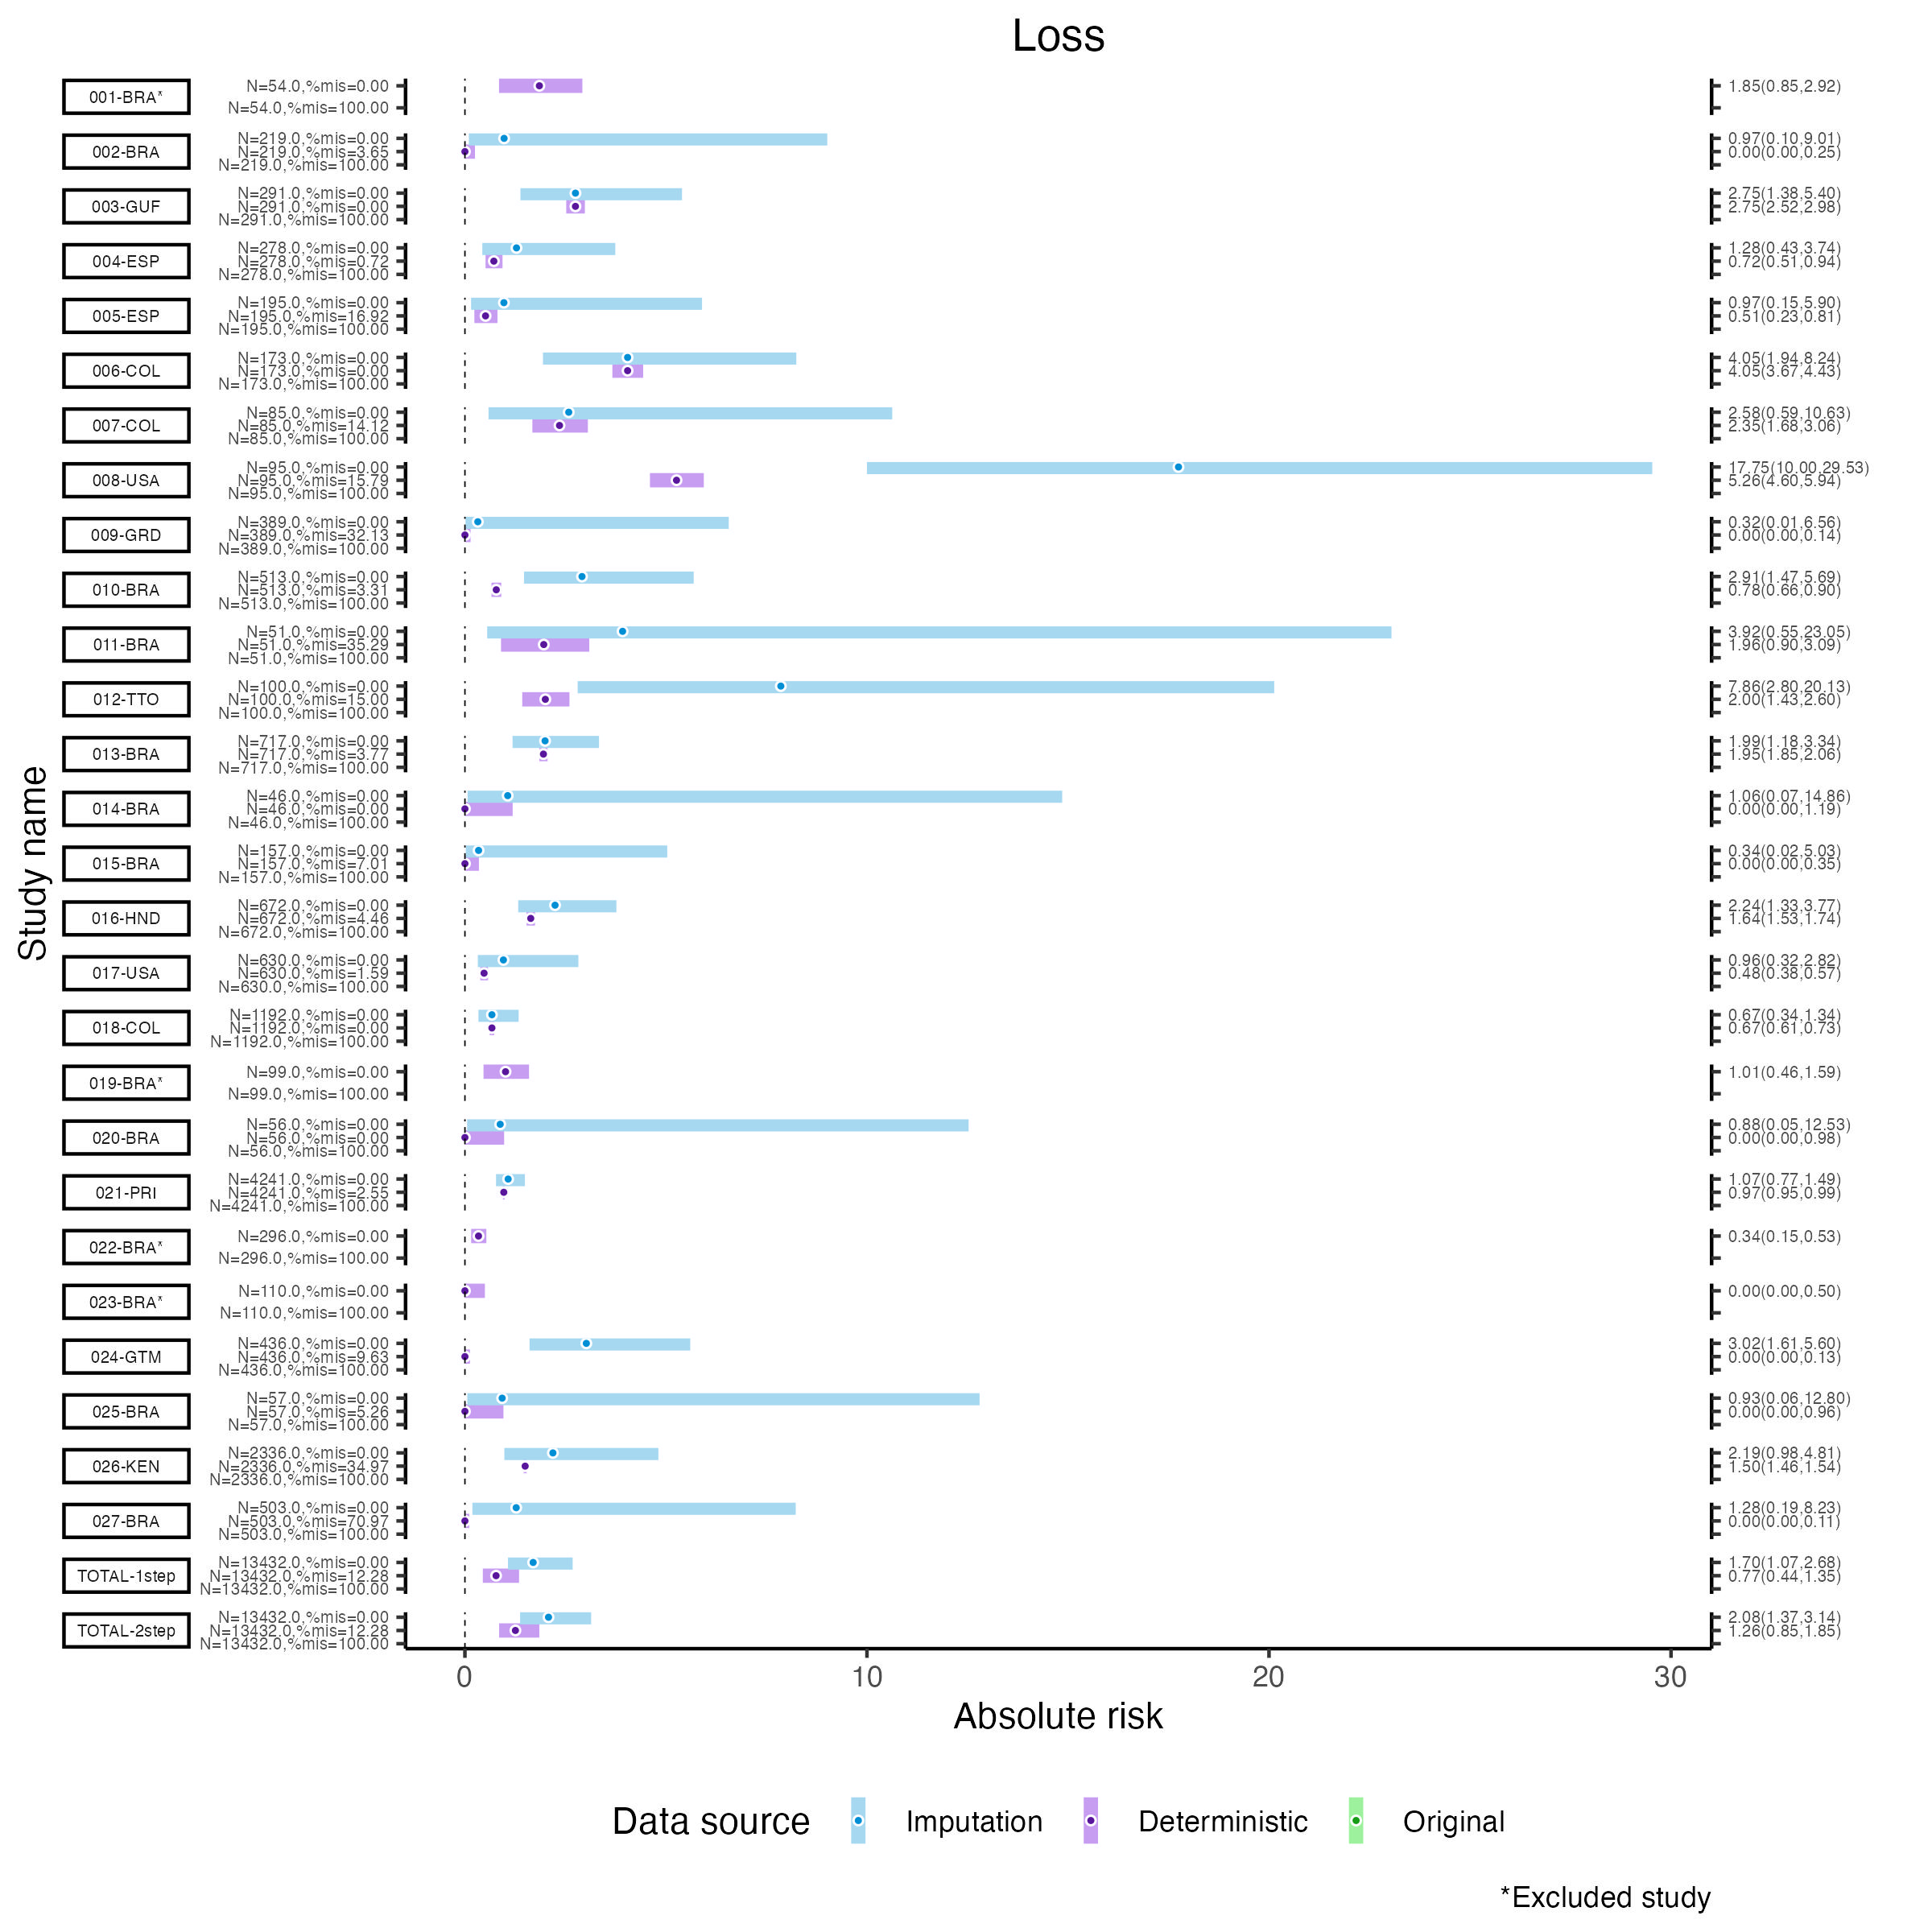 Loss
001-BRA*
N=54.0,%mis=0.00
1.85(0.85,2.92)
N=54.0,%mis=100.00
002-BRA
N=219.0,%mis=0.00
0.97(0.10,9.01)
N=219.0,%mis=3.65
0.00(0.00,0.25)
N=219.0,%mis=100.00
003-GUF
N=291.0,%mis=0.00
2.75(1.38,5.40)
N=291.0,%mis=0.00
2.75(2.52,2.98)
N=291.0,%mis=100.00
004-ESP
N=278.0,%mis=0.00
1.28(0.43,3.74)
N=278.0,%mis=0.72
0.72(0.51,0.94)
N=278.0,%mis=100.00
005-ESP
N=195.0,%mis=0.00
0.97(0.15,5.90)
N=195.0,%mis=16.92
0.51(0.23,0.81)
N=195.0,%mis=100.00
006-COL
N=173.0,%mis=0.00
4.05(1.94,8.24)
N=173.0,%mis=0.00
4.05(3.67,4.43)
N=173.0,%mis=100.00
007-COL
N=85.0,%mis=0.00
2.58(0.59,10.63)
N=85.0,%mis=14.12
2.35(1.68,3.06)
N=85.0,%mis=100.00
008-USA
N=95.0,%mis=0.00
17.75(10.00,29.53)
N=95.0,%mis=15.79
5.26(4.60,5.94)
N=95.0,%mis=100.00
009-GRD
N=389.0,%mis=0.00
0.32(0.01,6.56)
N=389.0,%mis=32.13
0.00(0.00,0.14)
N=389.0,%mis=100.00
010-BRA
N=513.0,%mis=0.00
2.91(1.47,5.69)
N=513.0,%mis=3.31
0.78(0.66,0.90)
N=513.0,%mis=100.00
011-BRA
N=51.0,%mis=0.00
3.92(0.55,23.05)
N=51.0,%mis=35.29
1.96(0.90,3.09)
N=51.0,%mis=100.00
012-TTO
N=100.0,%mis=0.00
7.86(2.80,20.13)
N=100.0,%mis=15.00
2.00(1.43,2.60)
N=100.0,%mis=100.00
013-BRA
N=717.0,%mis=0.00
1.99(1.18,3.34)
N=717.0,%mis=3.77
1.95(1.85,2.06)
N=717.0,%mis=100.00
014-BRA
N=46.0,%mis=0.00
1.06(0.07,14.86)
N=46.0,%mis=0.00
0.00(0.00,1.19)
N=46.0,%mis=100.00
015-BRA
N=157.0,%mis=0.00
0.34(0.02,5.03)
N=157.0,%mis=7.01
0.00(0.00,0.35)
N=157.0,%mis=100.00
016-HND
N=672.0,%mis=0.00
2.24(1.33,3.77)
N=672.0,%mis=4.46
1.64(1.53,1.74)
N=672.0,%mis=100.00
017-USA
N=630.0,%mis=0.00
0.96(0.32,2.82)
N=630.0,%mis=1.59
0.48(0.38,0.57)
N=630.0,%mis=100.00
018-COL
N=1192.0,%mis=0.00
0.67(0.34,1.34)
N=1192.0,%mis=0.00
0.67(0.61,0.73)
N=1192.0,%mis=100.00
019-BRA*
N=99.0,%mis=0.00
1.01(0.46,1.59)
N=99.0,%mis=100.00
020-BRA
N=56.0,%mis=0.00
0.88(0.05,12.53)
N=56.0,%mis=0.00
0.00(0.00,0.98)
N=56.0,%mis=100.00
021-PRI
N=4241.0,%mis=0.00
1.07(0.77,1.49)
N=4241.0,%mis=2.55
0.97(0.95,0.99)
N=4241.0,%mis=100.00
022-BRA*
N=296.0,%mis=0.00
0.34(0.15,0.53)
N=296.0,%mis=100.00
023-BRA*
N=110.0,%mis=0.00
0.00(0.00,0.50)
N=110.0,%mis=100.00
024-GTM
N=436.0,%mis=0.00
3.02(1.61,5.60)
N=436.0,%mis=9.63
0.00(0.00,0.13)
N=436.0,%mis=100.00
025-BRA
N=57.0,%mis=0.00
0.93(0.06,12.80)
N=57.0,%mis=5.26
0.00(0.00,0.96)
N=57.0,%mis=100.00
026-KEN
N=2336.0,%mis=0.00
2.19(0.98,4.81)
N=2336.0,%mis=34.97
1.50(1.46,1.54)
N=2336.0,%mis=100.00
027-BRA
N=503.0,%mis=0.00
1.28(0.19,8.23)
N=503.0,%mis=70.97
0.00(0.00,0.11)
N=503.0,%mis=100.00
TOTAL-1step
N=13432.0,%mis=0.00
1.70(1.07,2.68)
N=13432.0,%mis=12.28
0.77(0.44,1.35)
N=13432.0,%mis=100.00
TOTAL-2step
N=13432.0,%mis=0.00
2.08(1.37,3.14)
N=13432.0,%mis=12.28
1.26(0.85,1.85)
N=13432.0,%mis=100.00
Study name
0 10 20 30
Absolute risk
Data source Imputation Deterministic Original
*Excluded study